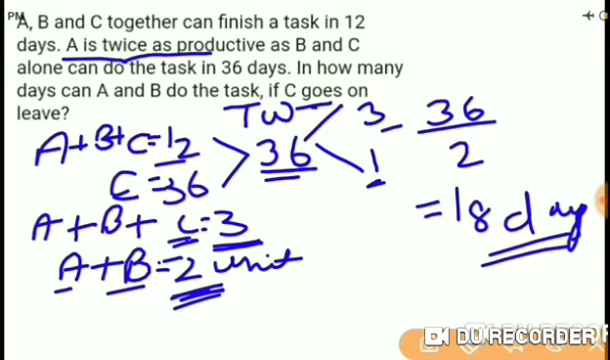 PM
A, B and C together can finish a task in 12
days. A is twice as productive as B and C
alone can do the task in 36 days. In how many
days can A and B do the task, if C goes on
leave?
TW 3 36
A+B+C=12 36 2
C=36 1
A+B+C=3 =18 day
A+B=2 unit
DU RECORDER